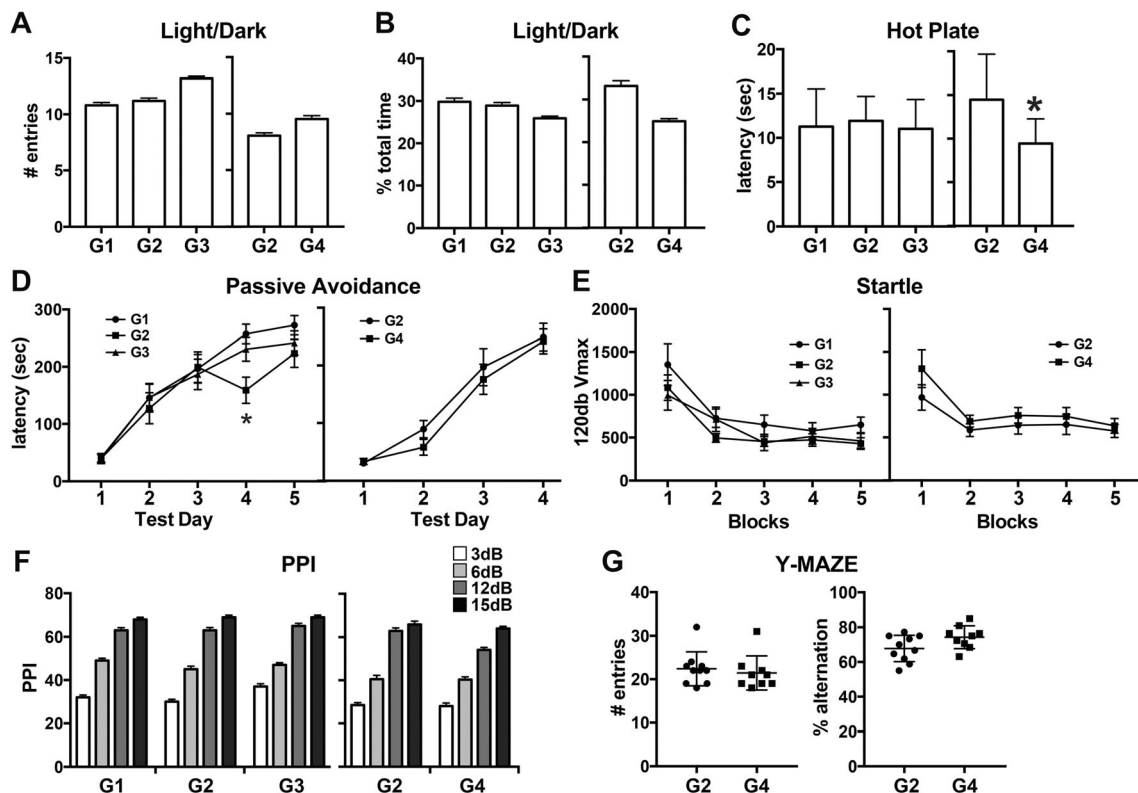 A Light/Dark
# entries
15
10
5
0
G1 G2 G3 G2 G4
B Light/Dark
% total time
40
30
20
10
0
G1 G2 G3 G2 G4
C Hot Plate
latency (sec)
20
15
10
5
0
*
G1 G2 G3 G2 G4
D Passive Avoidance
latency (sec)
300
200
100
0
G1
G2
G3
*
1 2 3 4 5
Test Day
G2
G4
1 2 3 4
Test Day
E Startle
120db Vmax
2000
1500
1000
500
0
G1
G2
G3
1 2 3 4 5
Blocks
G2
G4
1 2 3 4 5
Blocks
F PPI
3dB
6dB
12dB
15dB
PPI
80
60
40
20
0
G1 G2 G3 G2 G4
G Y-MAZE
# entries
40
30
20
10
0
G2 G4
% alternation
100
80
60
40
G2 G4